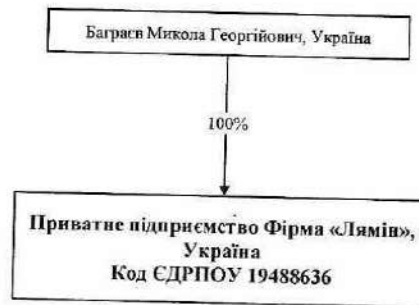 Баграєв Микола Георгійович, Україна
100%
Приватне підприємство Фірма «Лямін»,
Україна
Код ЄДРПОУ 19488636